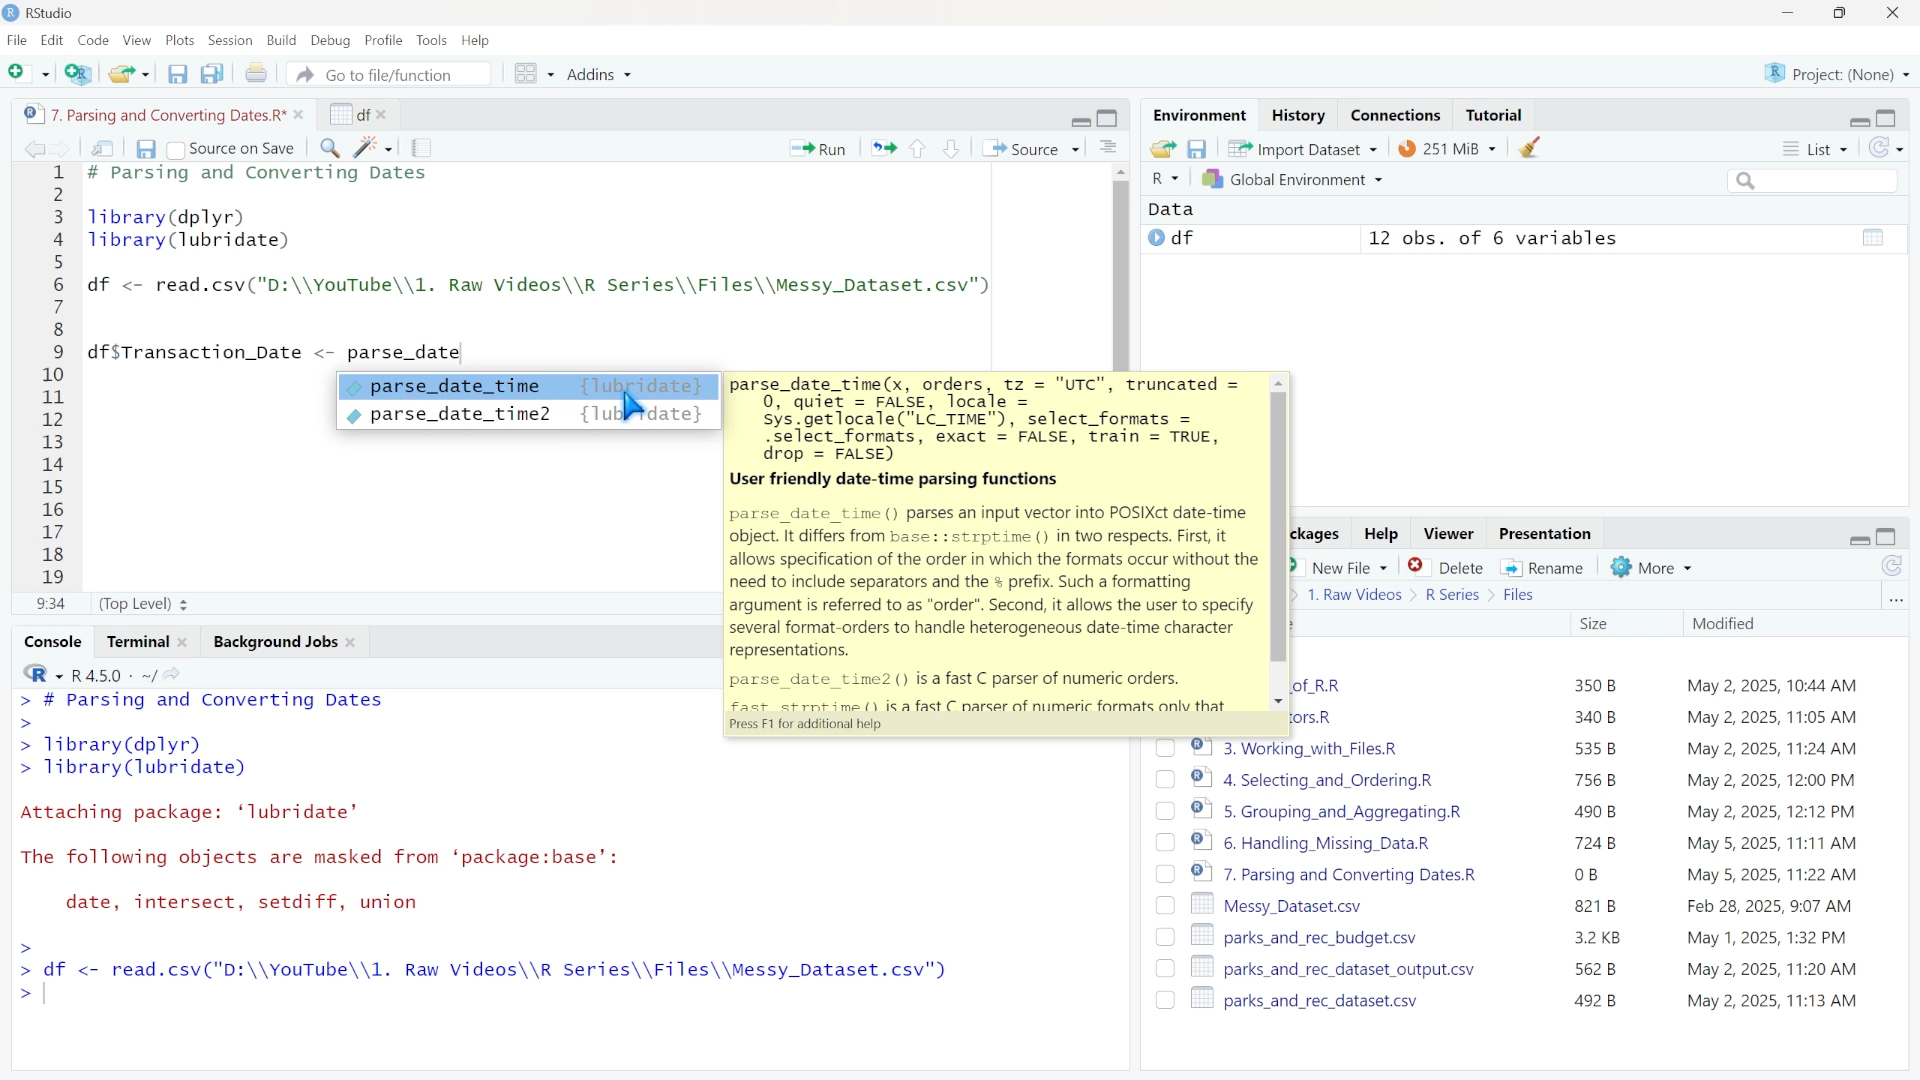 RStudio
File Edit Code View Plots Session Build Debug Profile Tools Help
Go to file/function Addins Project: (None)
7. Parsing and Converting Dates.R* df
Source on Save Run Source
1 # Parsing and Converting Dates
2
3 library(dplyr)
4 library(lubridate)
5
6 df <- read.csv("D:\\YouTube\\1. Raw Videos\\R Series\\Files\\Messy_Dataset.csv")
7
8
9 df$Transaction_Date <- parse_date
10
11
12
13
14
15
16
17
18
19
parse_date_time {lubridate}
parse_date_time2 {lubridate}
parse_date_time(x, orders, tz = "UTC", truncated =
0, quiet = FALSE, locale =
Sys.getlocale("LC_TIME"), select_formats =
.select_formats, exact = FALSE, train = TRUE,
drop = FALSE)
User friendly date-time parsing functions
parse_date_time() parses an input vector into POSIXct date-time
object. It differs from base::strptime() in two respects. First, it
allows specification of the order in which the formats occur without the
need to include separators and the % prefix. Such a formatting
argument is referred to as "order". Second, it allows the user to specify
several format-orders to handle heterogeneous date-time character
representations.
parse_date_time2() is a fast C parser of numeric orders.
fast_strptime() is a fast C parser of numeric formats only that
Press F1 for additional help
9:34 (Top Level)
Console Terminal Background Jobs
R 4.5.0 · ~/
> # Parsing and Converting Dates
>
> library(dplyr)
> library(lubridate)
Attaching package: ‘lubridate’
The following objects are masked from ‘package:base’:
date, intersect, setdiff, union
>
> df <- read.csv("D:\\YouTube\\1. Raw Videos\\R Series\\Files\\Messy_Dataset.csv")
>
Environment History Connections Tutorial
Import Dataset 251 MiB List
R Global Environment
Data
df 12 obs. of 6 variables
ckages Help Viewer Presentation
New File Delete Rename More
1. Raw Videos R Series Files ...
Size Modified
of_R.R 350 B May 2, 2025, 10:44 AM
tors.R 340 B May 2, 2025, 11:05 AM
3. Working_with_Files.R 535 B May 2, 2025, 11:24 AM
4. Selecting_and_Ordering.R 756 B May 2, 2025, 12:00 PM
5. Grouping_and_Aggregating.R 490 B May 2, 2025, 12:12 PM
6. Handling_Missing_Data.R 724 B May 5, 2025, 11:11 AM
7. Parsing and Converting Dates.R 0 B May 5, 2025, 11:22 AM
Messy_Dataset.csv 821 B Feb 28, 2025, 9:07 AM
parks_and_rec_budget.csv 3.2 KB May 1, 2025, 1:32 PM
parks_and_rec_dataset_output.csv 562 B May 2, 2025, 11:20 AM
parks_and_rec_dataset.csv 492 B May 2, 2025, 11:13 AM